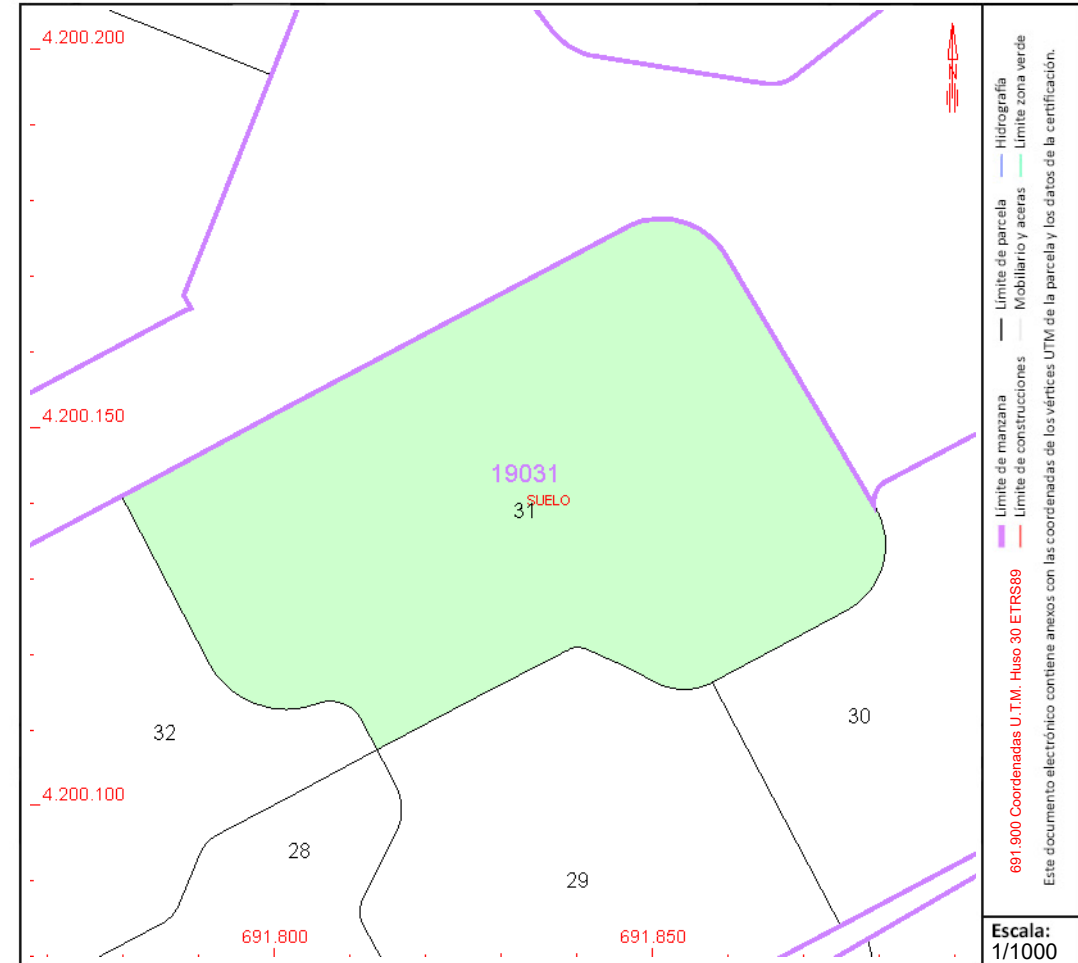 4.200.200
4.200.150
4.200.100
691.800
691.850
19031
SUELO
31
32
30
28
29
N
Hidrografía
Límite zona verde
Límite de parcela
Mobiliario y aceras
Límite de manzana
Límite de construcciones
691.900 Coordenadas U.T.M. Huso 30 ETRS89
Este documento electrónico contiene anexos con las coordenadas de los vértices UTM de la parcela y los datos de la certificación.
Escala:
1/1000